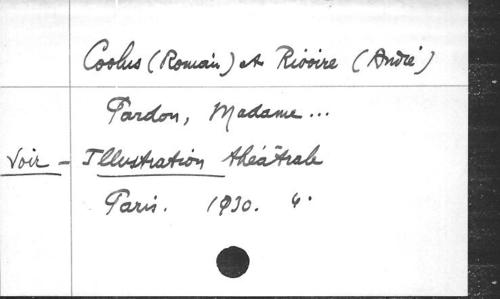 Coolus (Romain) et Rivoire (André)
Pardon, Madame...
Voir - Illustration théâtrale
Paris. 1930. 4°